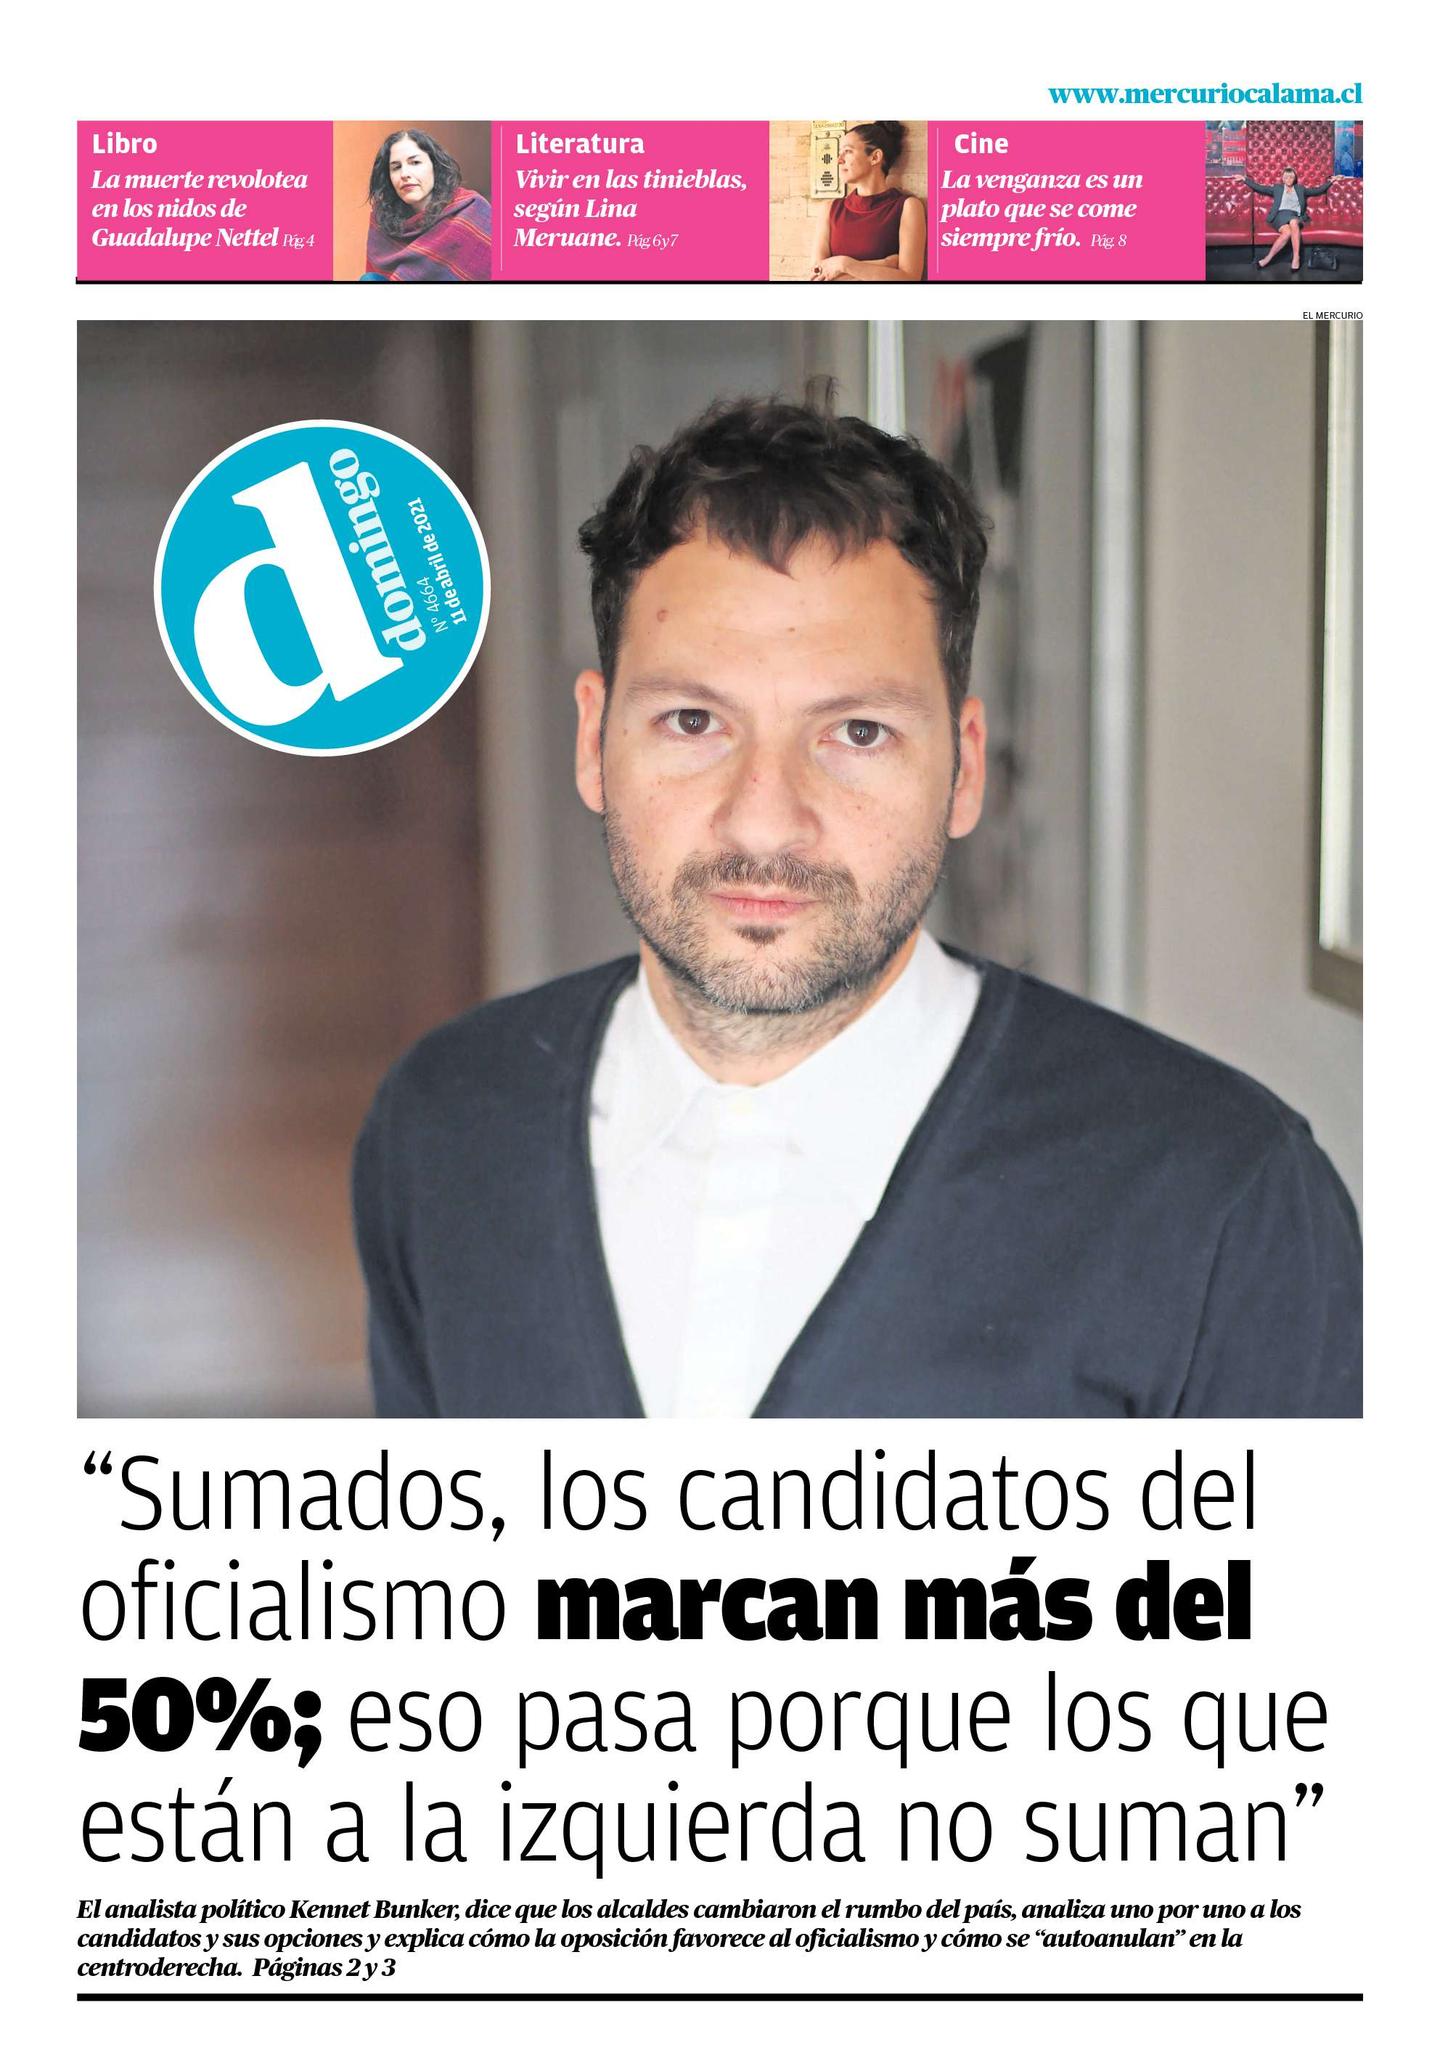 www.mercuriocalama.cl
Libro
La muerte revolotea
en los nidos de
Guadalupe Nettel Pág 4
Literatura
Vivir en las tinieblas,
según Lina
Meruane. Pág 6 y 7
Cine
La venganza es un
plato que se come
siempre frío. Pág. 8
EL MERCURIO
d
domingo
N° 4664
11 de abril de 2021
“Sumados, los candidatos del
oficialismo marcan más del
50%; eso pasa porque los que
están a la izquierda no suman”
El analista político Kennet Bunker, dice que los alcaldes cambiaron el rumbo del país, analiza uno por uno a los
candidatos y sus opciones y explica cómo la oposición favorece al oficialismo y cómo se “autoanulan” en la
centroderecha. Páginas 2 y 3